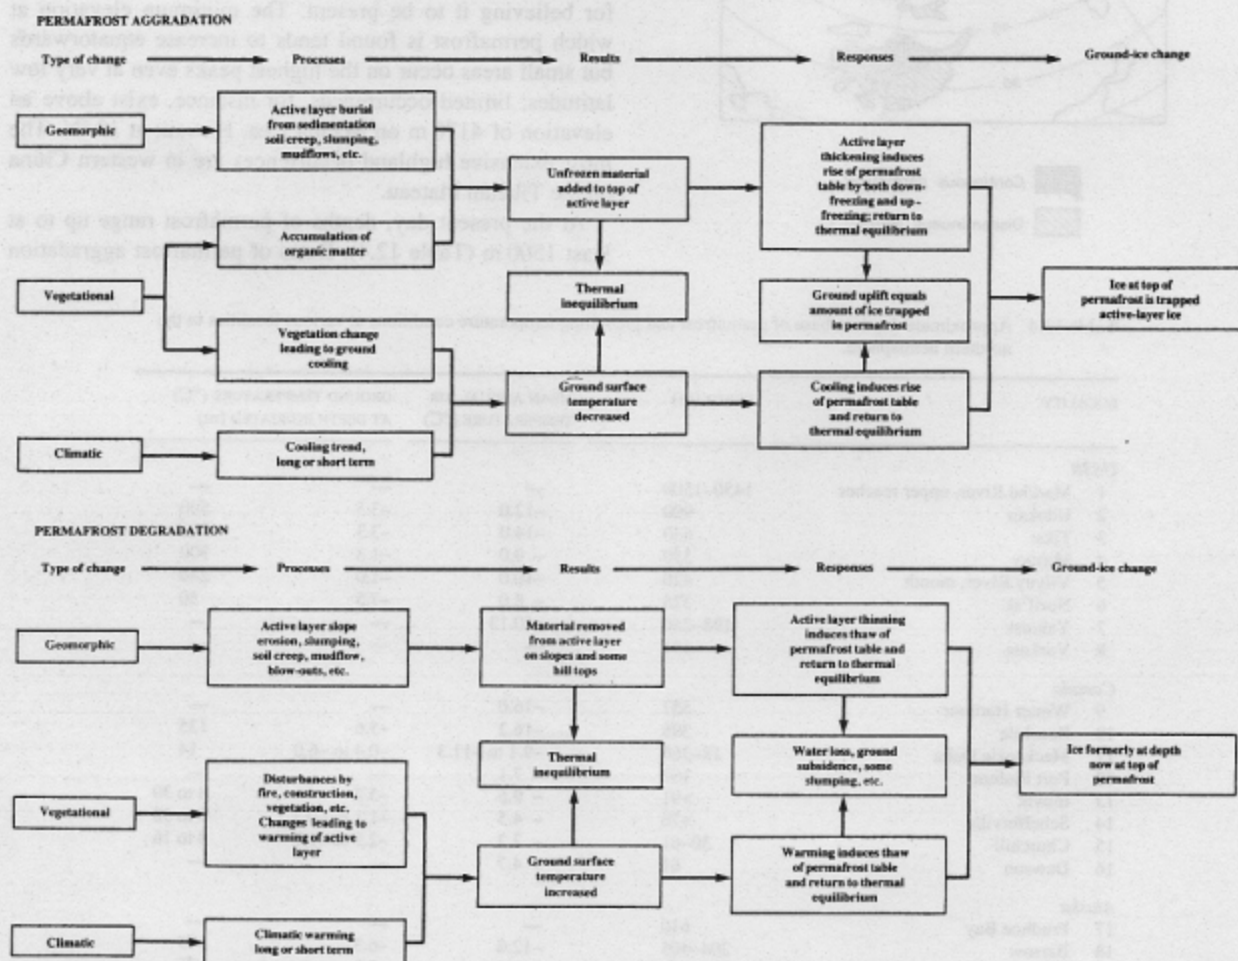 PERMAFROST AGGRADATION
Type of change
Processes
Results
Responses
Ground-ice change
Geomorphic
Active layer burial
from sedimentation
soil creep, slumping,
mudflows, etc.
Unfrozen material
added to top of
active layer
Active layer
thickening induces
rise of permafrost
table by both down-
freezing and up-
freezing; return to
thermal equilibrium
Accumulation of
organic matter
Vegetational
Thermal
inequilibrium
Ground uplift equals
amount of ice trapped
in permafrost
Ice at top of
permafrost is trapped
active-layer ice
Vegetation change
leading to ground
cooling
Ground surface
temperature
decreased
Cooling induces rise
of permafrost table
and return to
thermal equilibrium
Climatic
Cooling trend,
long or short term
PERMAFROST DEGRADATION
Type of change
Processes
Results
Responses
Ground-ice change
Geomorphic
Active layer slope
erosion, slumping,
soil creep, mudflow,
blow-outs, etc.
Material removed
from active layer
on slopes and some
hill tops
Active layer thinning
induces thaw of
permafrost table and
return to thermal
equilibrium
Thermal
inequilibrium
Water loss, ground
subsidence, some
slumping, etc.
Ice formerly at depth
now at top of
permafrost
Vegetational
Disturbances by
fire, construction,
vegetation, etc.
Changes leading to
warming of active
layer
Ground surface
temperature
increased
Warming induces thaw
of permafrost table
and return to thermal
equilibrium
Climatic
Climatic warming
long or short term